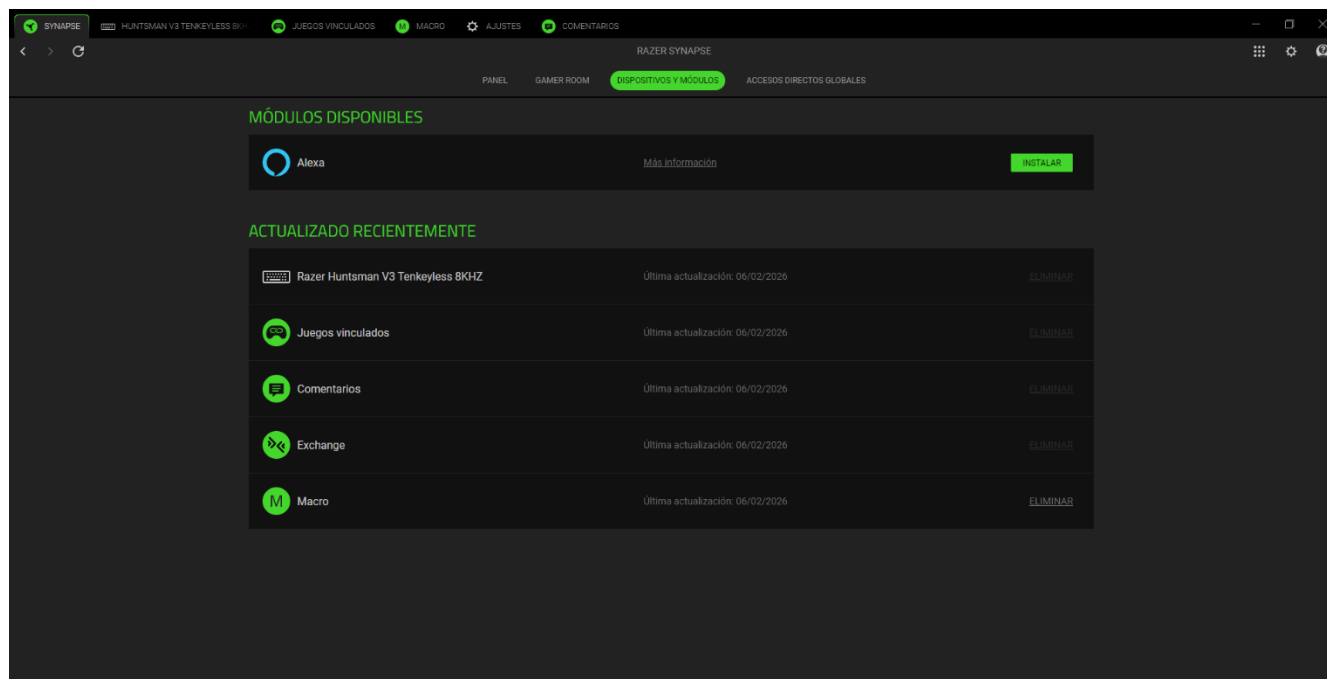 SYNAPSE HUNTSMAN V3 TENKEYLESS 8KH JUEGOS VINCULADOS M MACRO AJUSTES COMENTARIOS
RAZER SYNAPSE
PANEL GAMER ROOM DISPOSITIVOS Y MÓDULOS ACCESOS DIRECTOS GLOBALES
MÓDULOS DISPONIBLES
Alexa Más información INSTALAR
ACTUALIZADO RECIENTEMENTE
Razer Huntsman V3 Tenkeyless 8KHZ Última actualización: 06/02/2026 ELIMINAR
Juegos vinculados Última actualización: 06/02/2026 ELIMINAR
Comentarios Última actualización: 06/02/2026 ELIMINAR
Exchange Última actualización: 06/02/2026 ELIMINAR
M Macro Última actualización: 06/02/2026 ELIMINAR